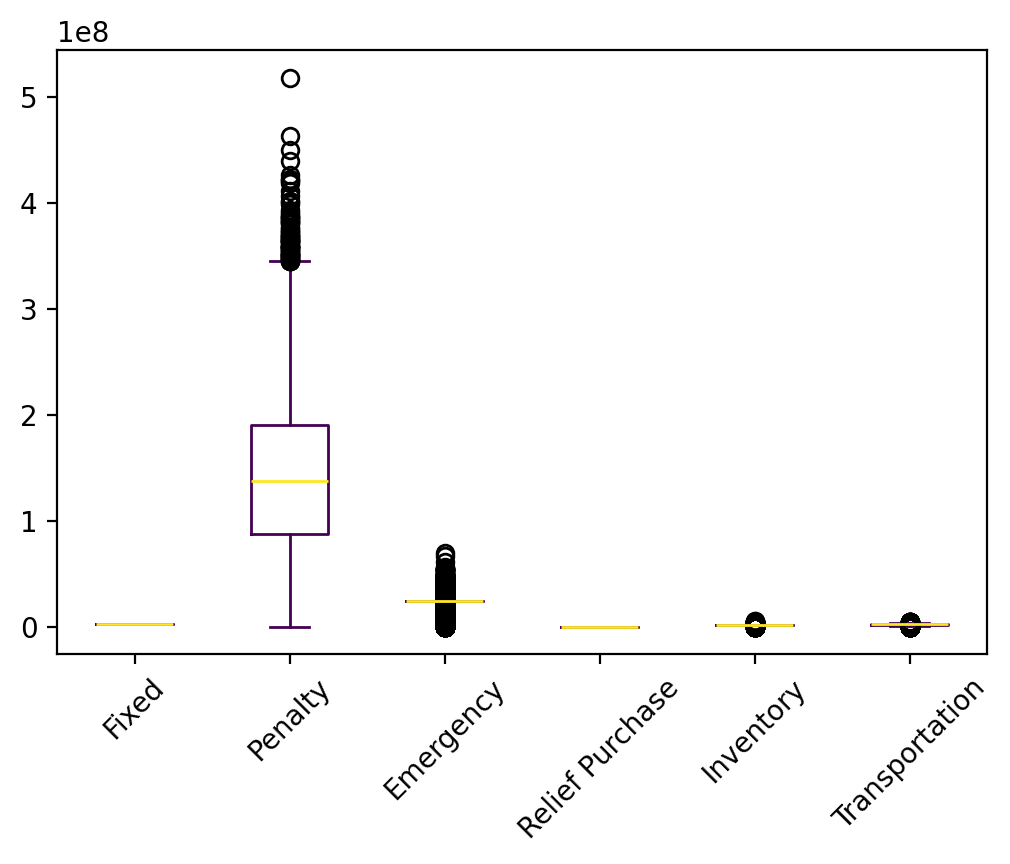 1e8
5
4
3
2
1
0
Fixed
Penalty
Emergency
Relief Purchase
Inventory
Transportation